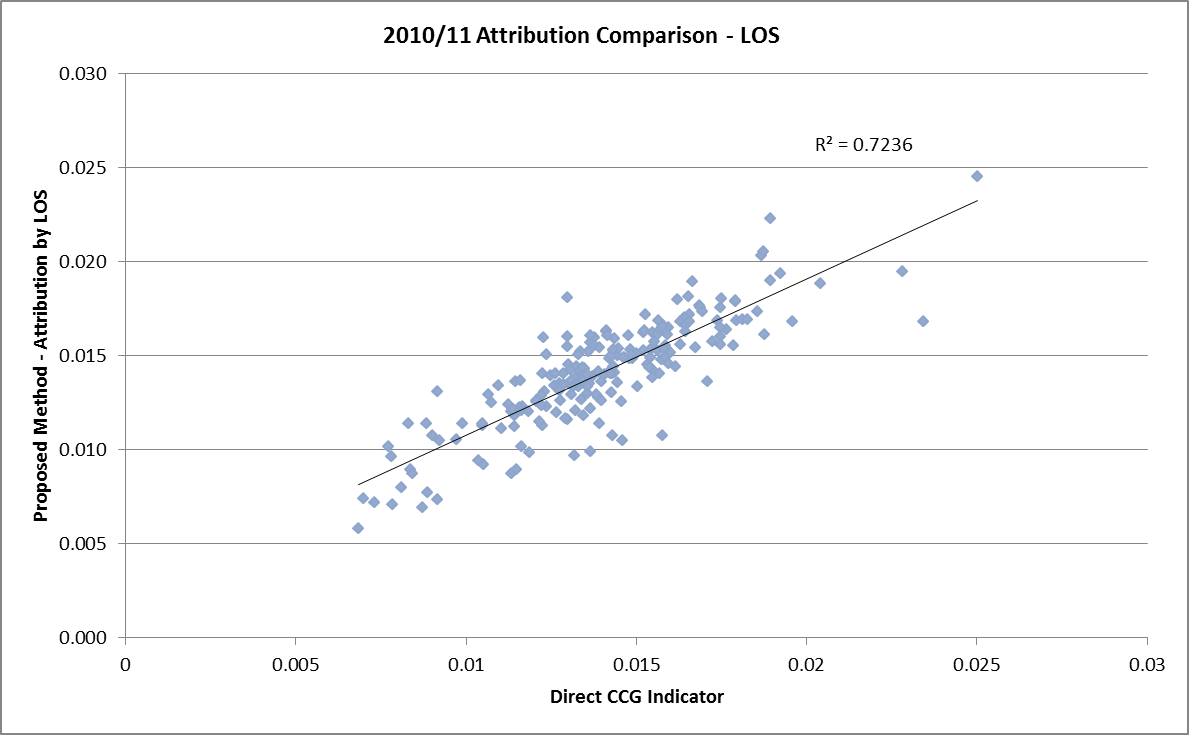 2010/11 Attribution Comparison - LOS
R² = 0.7236
Proposed Method - Attribution by LOS
0.030
0.025
0.020
0.015
0.010
0.005
0.000
0 0.005 0.01 0.015 0.02 0.025 0.03
Direct CCG Indicator